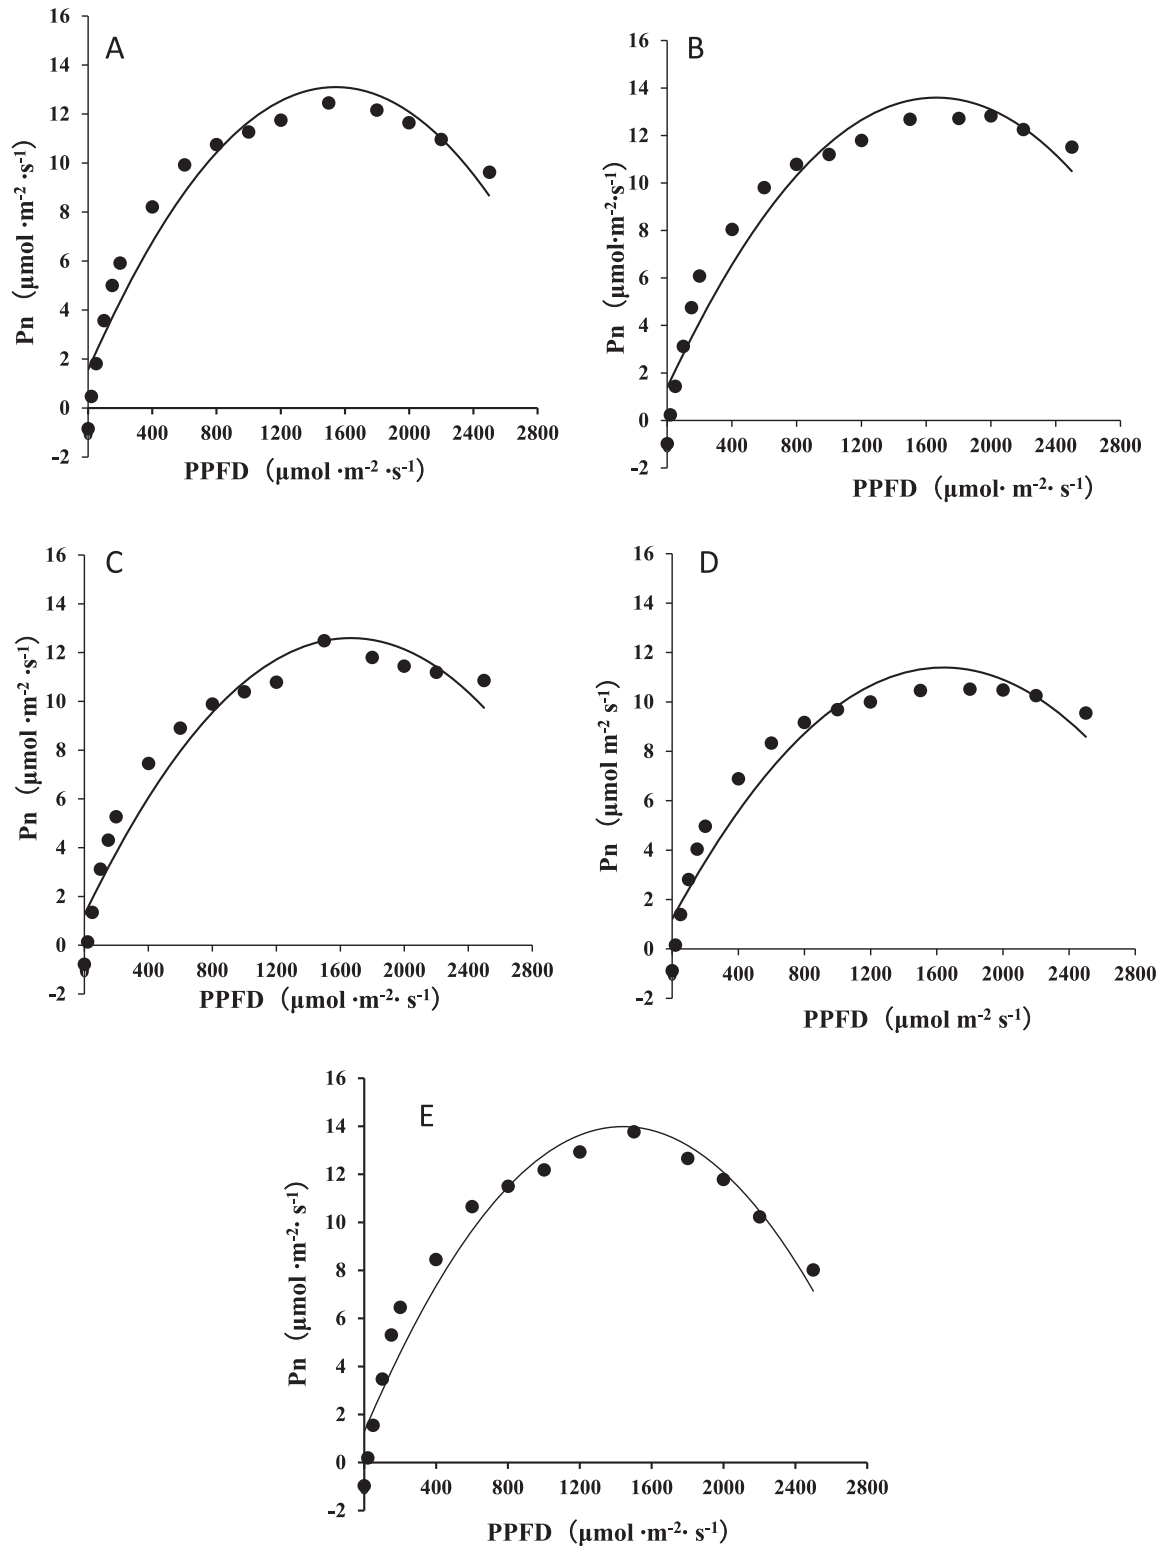 A
16
14
12
10
8
6
4
2
0
-2
Pn（μmol ·m⁻² ·s⁻¹)
0 400 800 1200 1600 2000 2400 2800
PPFD（μmol ·m⁻² ·s⁻¹)
B
16
14
12
10
8
6
4
2
0
-2
Pn（μmol·m⁻²·s⁻¹)
0 400 800 1200 1600 2000 2400 2800
PPFD（μmol· m⁻²· s⁻¹)
C
16
14
12
10
8
6
4
2
0
-2
Pn（μmol ·m⁻² ·s⁻¹)
0 400 800 1200 1600 2000 2400 2800
PPFD（μmol ·m⁻²· s⁻¹)
D
16
14
12
10
8
6
4
2
0
-2
Pn（μmol m⁻² s⁻¹)
0 400 800 1200 1600 2000 2400 2800
PPFD（μmol m⁻² s⁻¹)
E
16
14
12
10
8
6
4
2
0
-2
Pn（μmol ·m⁻²· s⁻¹)
0 400 800 1200 1600 2000 2400 2800
PPFD（μmol ·m⁻²· s⁻¹)